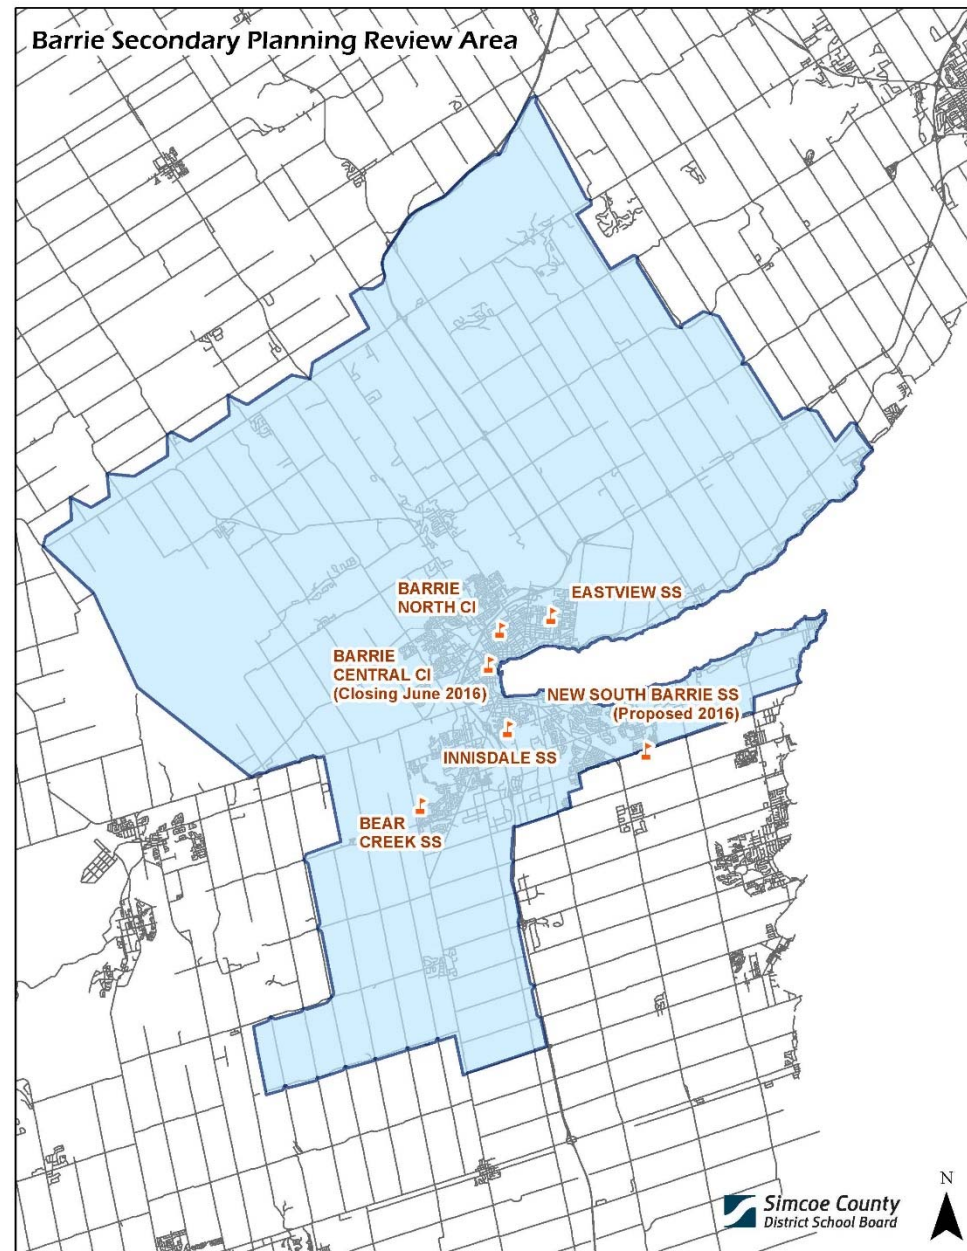 Barrie Secondary Planning Review Area
BARRIE
NORTH CI
EASTVIEW SS
BARRIE
CENTRAL CI
(Closing June 2016)
NEW SOUTH BARRIE SS
(Proposed 2016)
INNISDALE SS
BEAR
CREEK SS
Simcoe County
District School Board
N